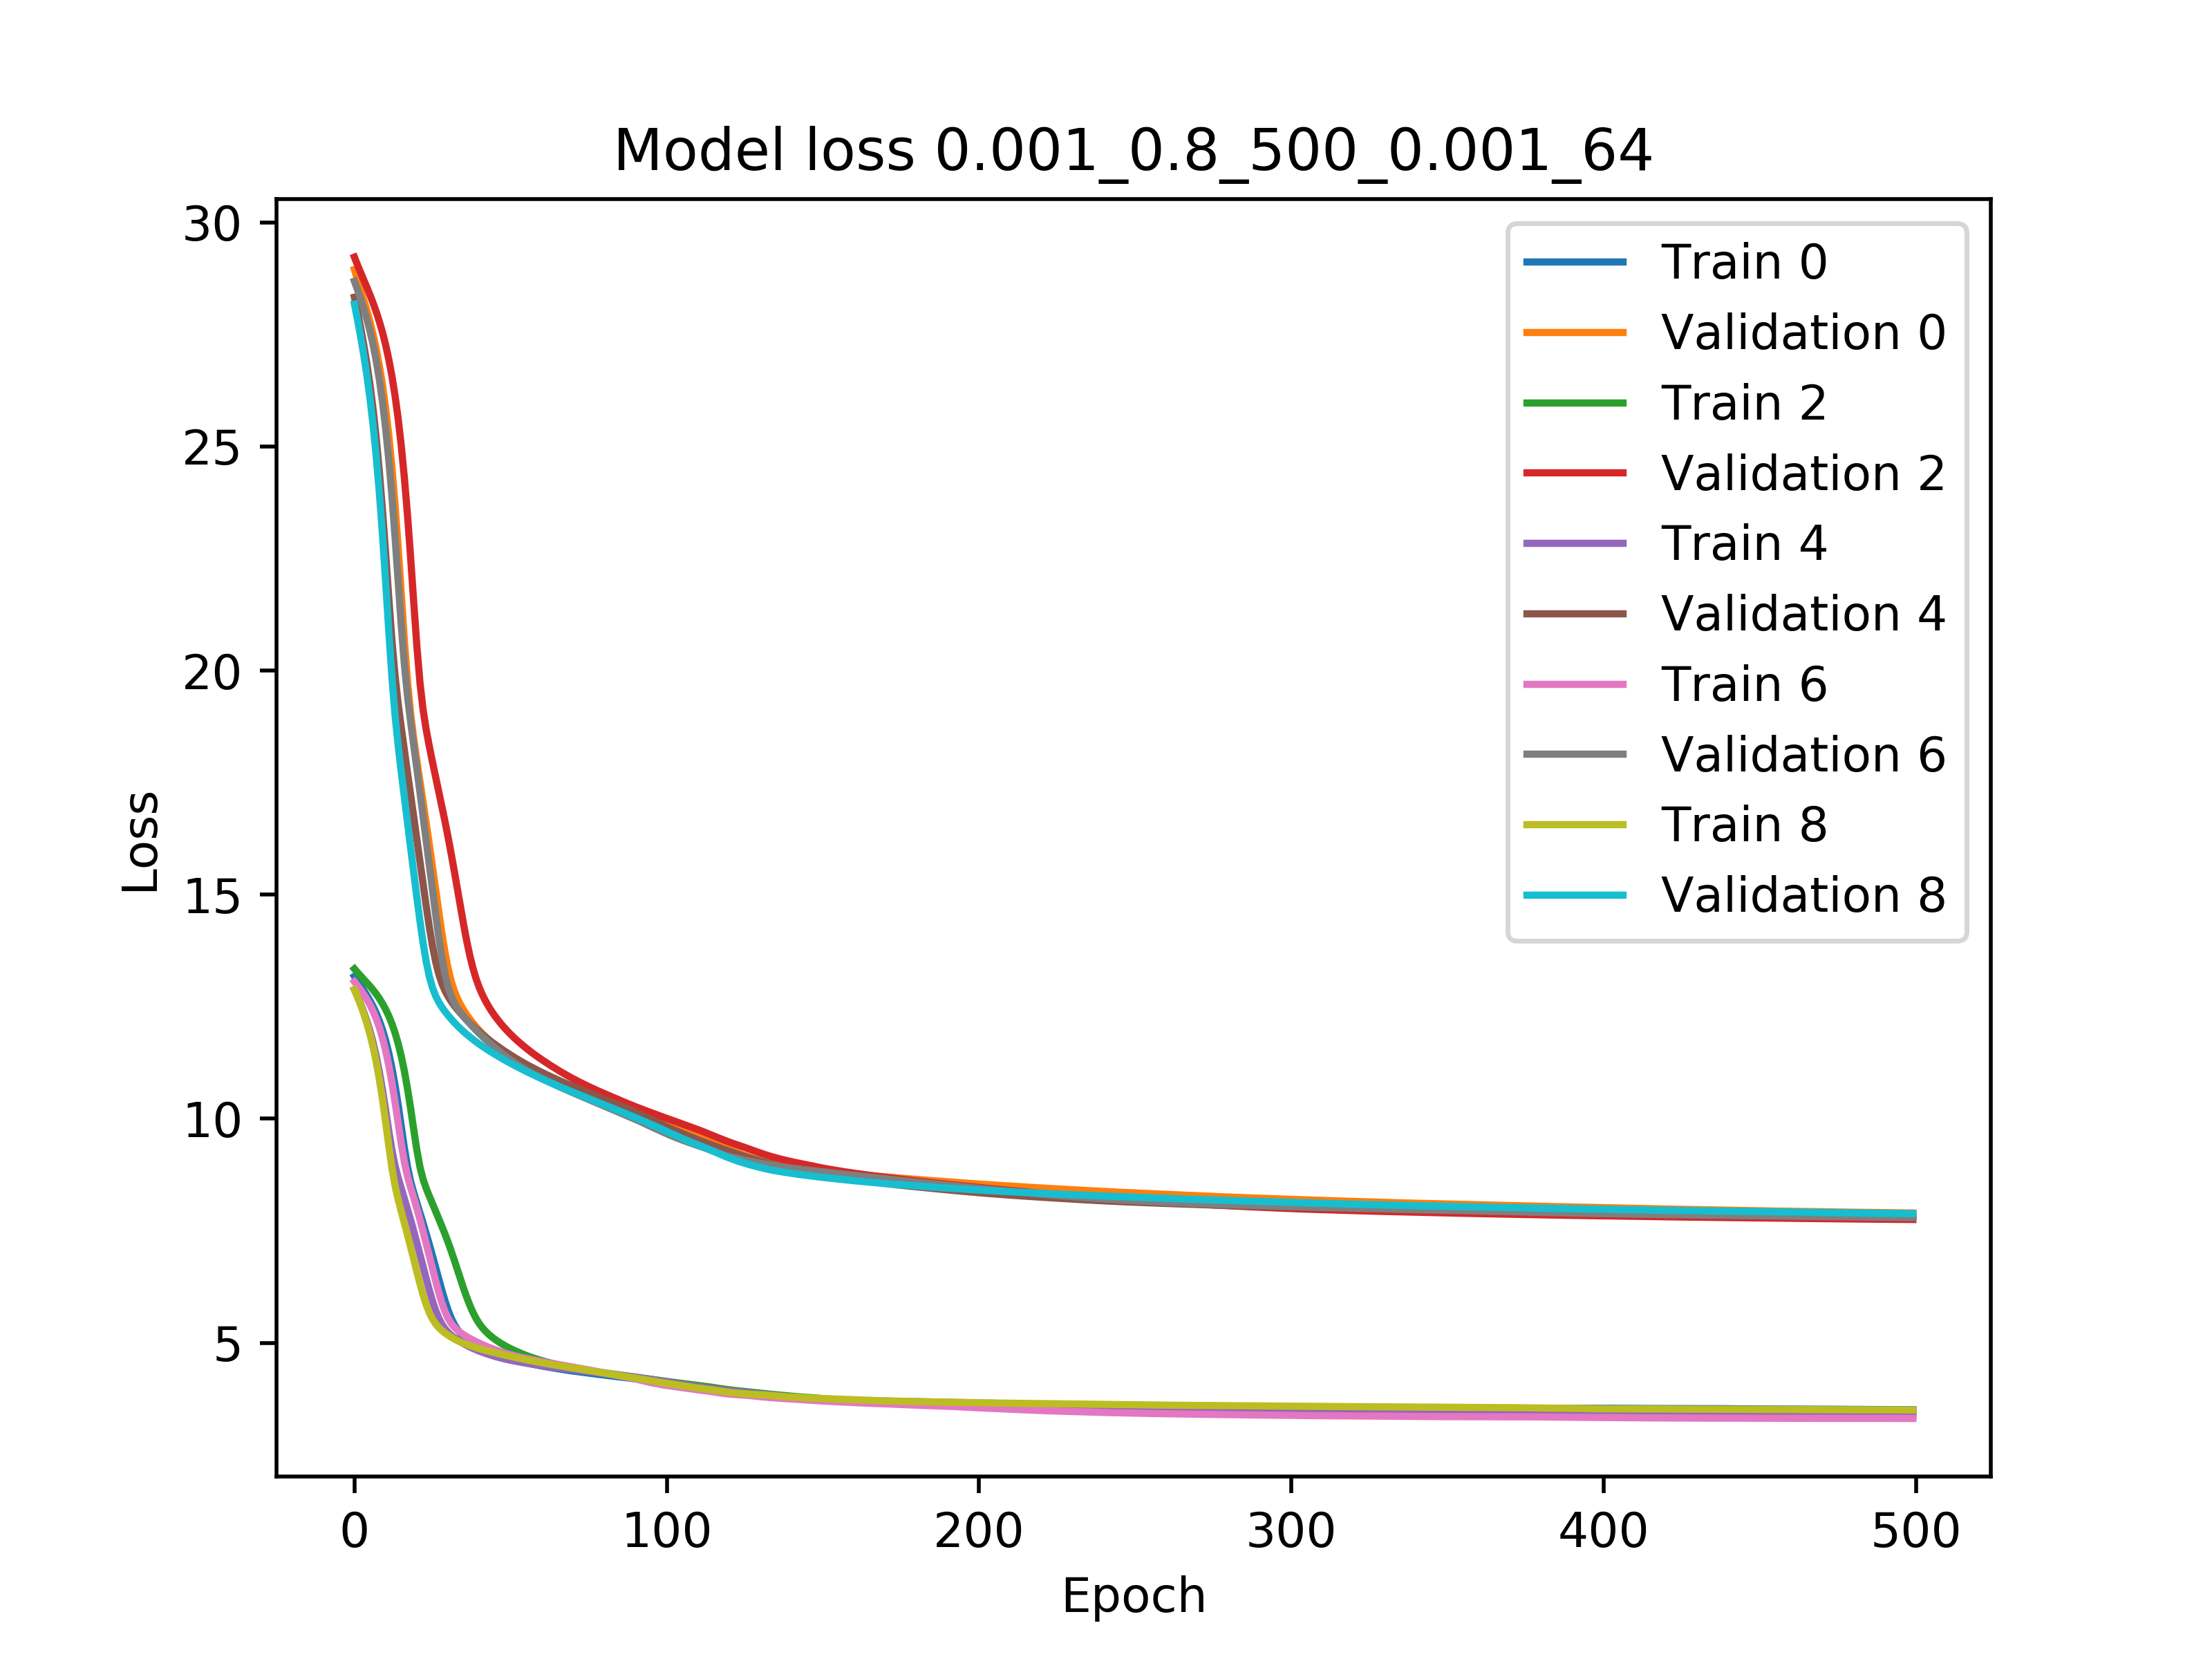 Model loss 0.001_0.8_500_0.001_64
30
25
20
15
10
5
Loss
0 100 200 300 400 500
Epoch
Train 0
Validation 0
Train 2
Validation 2
Train 4
Validation 4
Train 6
Validation 6
Train 8
Validation 8